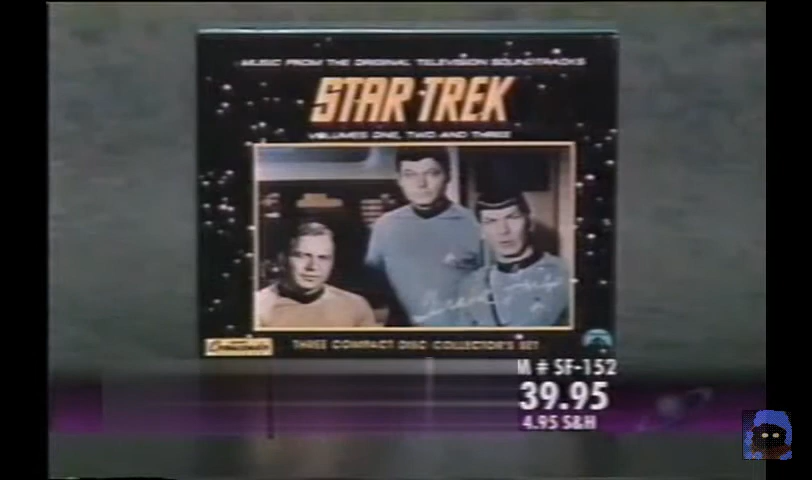 MUSIC FROM THE ORIGINAL TELEVISION SOUNDTRACKS
STAR TREK
VOLUMES ONE, TWO AND THREE
THREE COMPACT DISC COLLECTOR'S SET
# SF-152
39.95
4.95 S&H